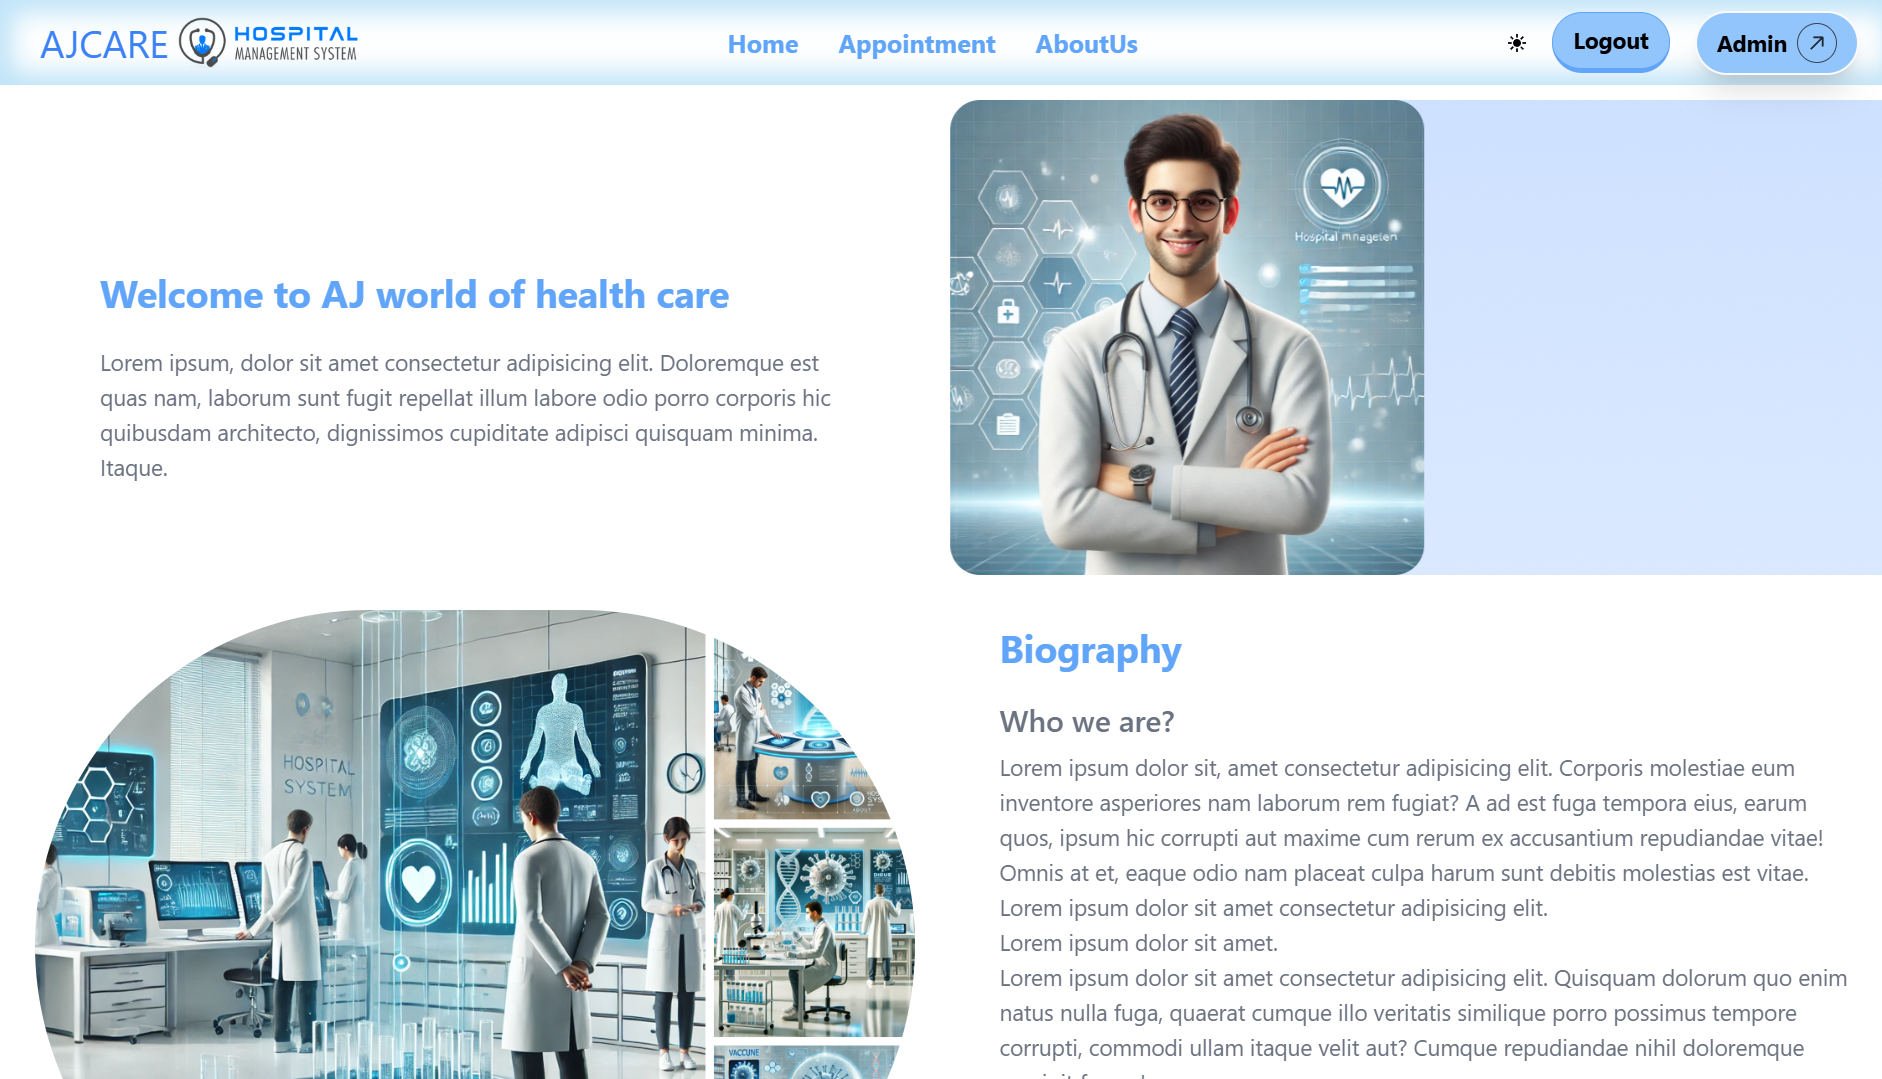 AJCARE
HOSPITAL
MANAGEMENT SYSTEM
Home
Appointment
AboutUs
Logout
Admin
Welcome to AJ world of health care
Lorem ipsum, dolor sit amet consectetur adipisicing elit. Doloremque est
quas nam, laborum sunt fugit repellat illum labore odio porro corporis hic
quibusdam architecto, dignissimos cupiditate adipisci quisquam minima.
Itaque.
Hospital
HOSPITAL
SYSTEM
VACCUNE
Biography
Who we are?
Lorem ipsum dolor sit, amet consectetur adipisicing elit. Corporis molestiae eum
inventore asperiores nam laborum rem fugiat? A ad est fuga tempora eius, earum
quos, ipsum hic corrupti aut maxime cum rerum ex accusantium repudiandae vitae!
Omnis at et, eaque odio nam placeat culpa harum sunt debitis molestias est vitae.
Lorem ipsum dolor sit amet consectetur adipisicing elit.
Lorem ipsum dolor sit amet.
Lorem ipsum dolor sit amet consectetur adipisicing elit. Quisquam dolorum quo enim
natus nulla fuga, quaerat cumque illo veritatis similique porro possimus tempore
corrupti, commodi ullam itaque velit aut? Cumque repudiandae nihil doloremque